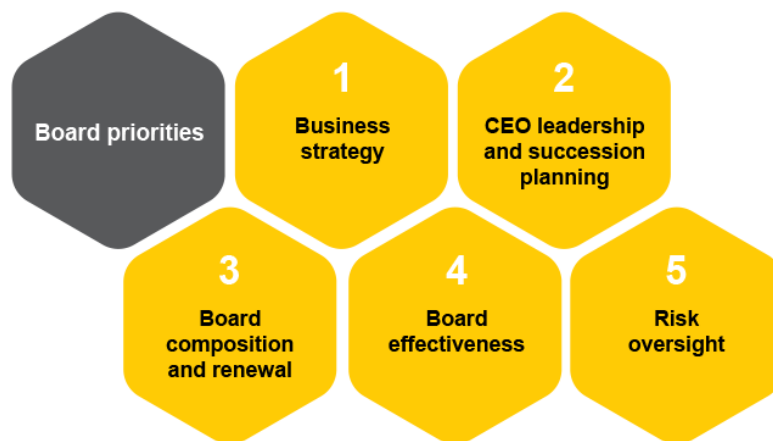 Board priorities
1
Business
strategy
2
CEO leadership
and succession
planning
3
Board
composition
and renewal
4
Board
effectiveness
5
Risk
oversight